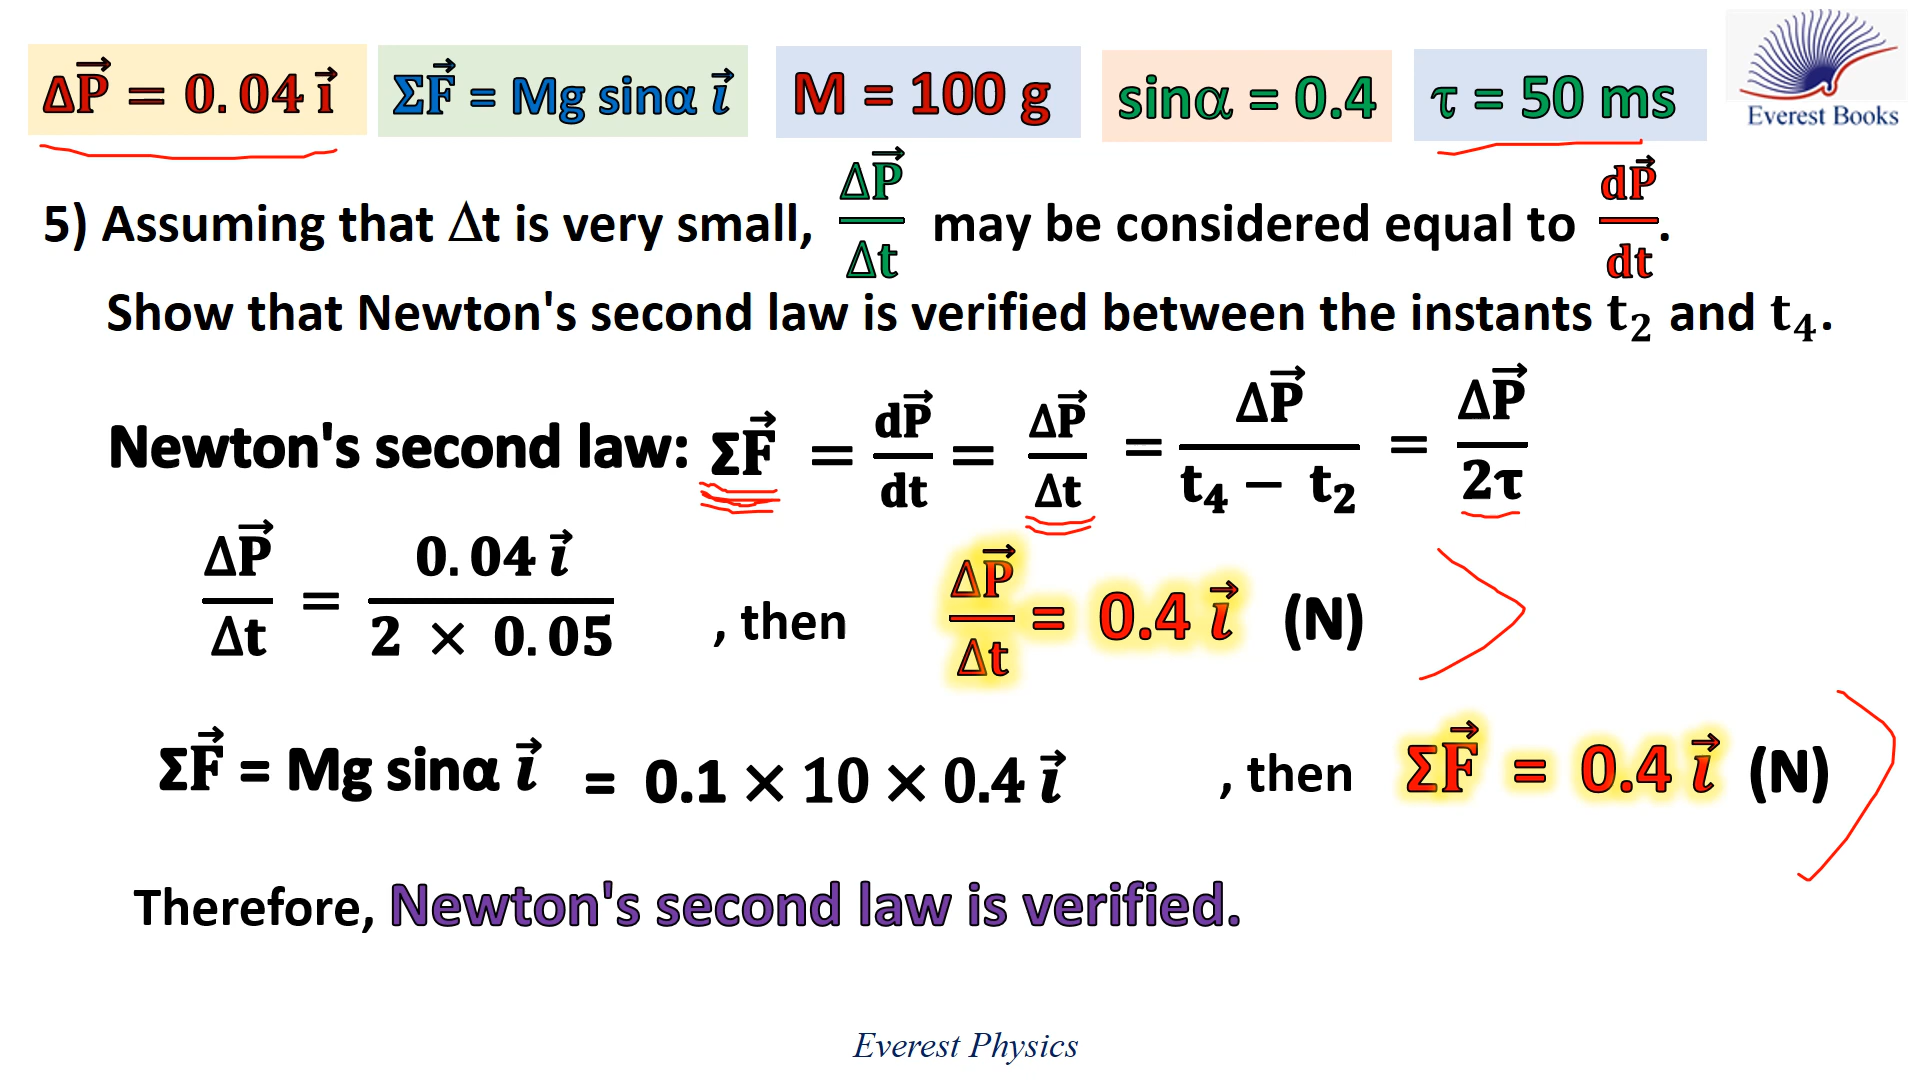 ΔP⃗ = 0.04 i⃗
ΣF⃗ = Mg sinα i⃗
M = 100 g
sinα = 0.4
τ = 50 ms
Everest Books
5) Assuming that Δt is very small, ΔP⃗/Δt may be considered equal to dP⃗/dt.
Show that Newton's second law is verified between the instants t₂ and t₄.
Newton's second law: ΣF⃗ = dP⃗/dt = ΔP⃗/Δt = ΔP⃗/(t₄ − t₂) = ΔP⃗/2τ
ΔP⃗/Δt = 0.04 i⃗/(2 × 0.05) , then ΔP⃗/Δt = 0.4 i⃗ (N)
ΣF⃗ = Mg sinα i⃗ = 0.1 × 10 × 0.4 i⃗ , then ΣF⃗ = 0.4 i⃗ (N)
Therefore, Newton's second law is verified.
Everest Physics